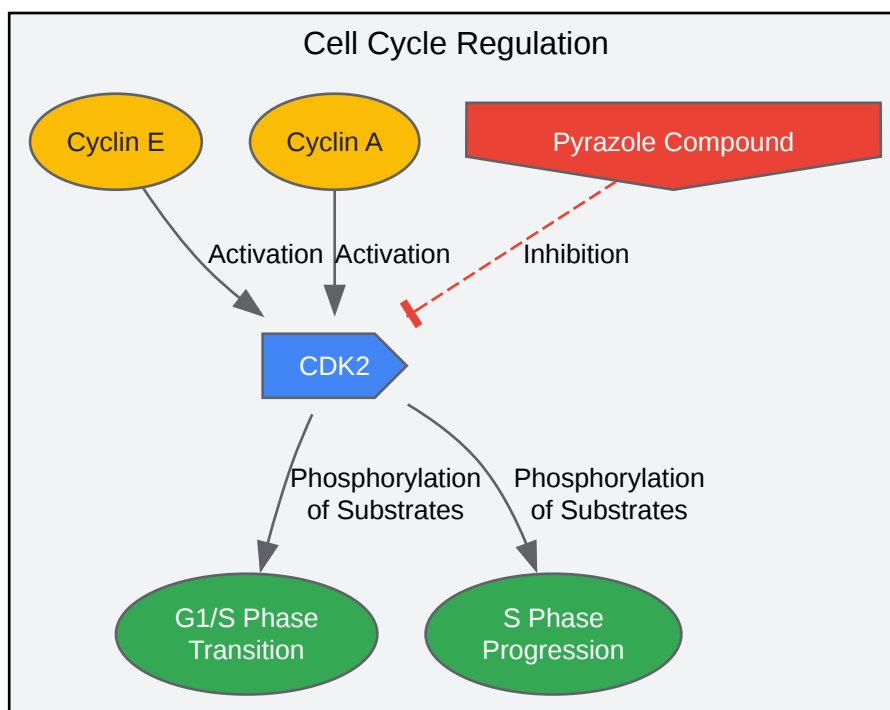 Cell Cycle Regulation
Cyclin E
Cyclin A
Pyrazole Compound
Activation
Activation
Inhibition
CDK2
Phosphorylation
of Substrates
Phosphorylation
of Substrates
G1/S Phase
Transition
S Phase
Progression